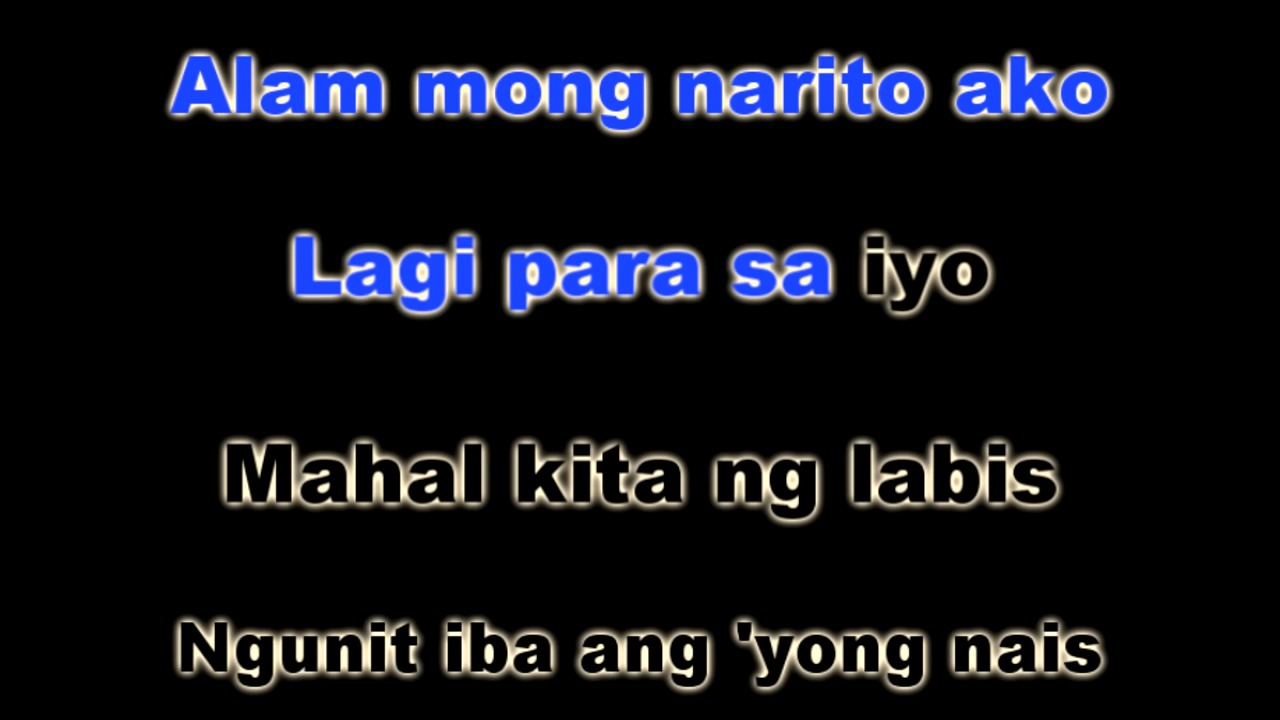 Alam mong narito ako
Lagi para sa iyo
Mahal kita ng labis
Ngunit iba ang 'yong nais